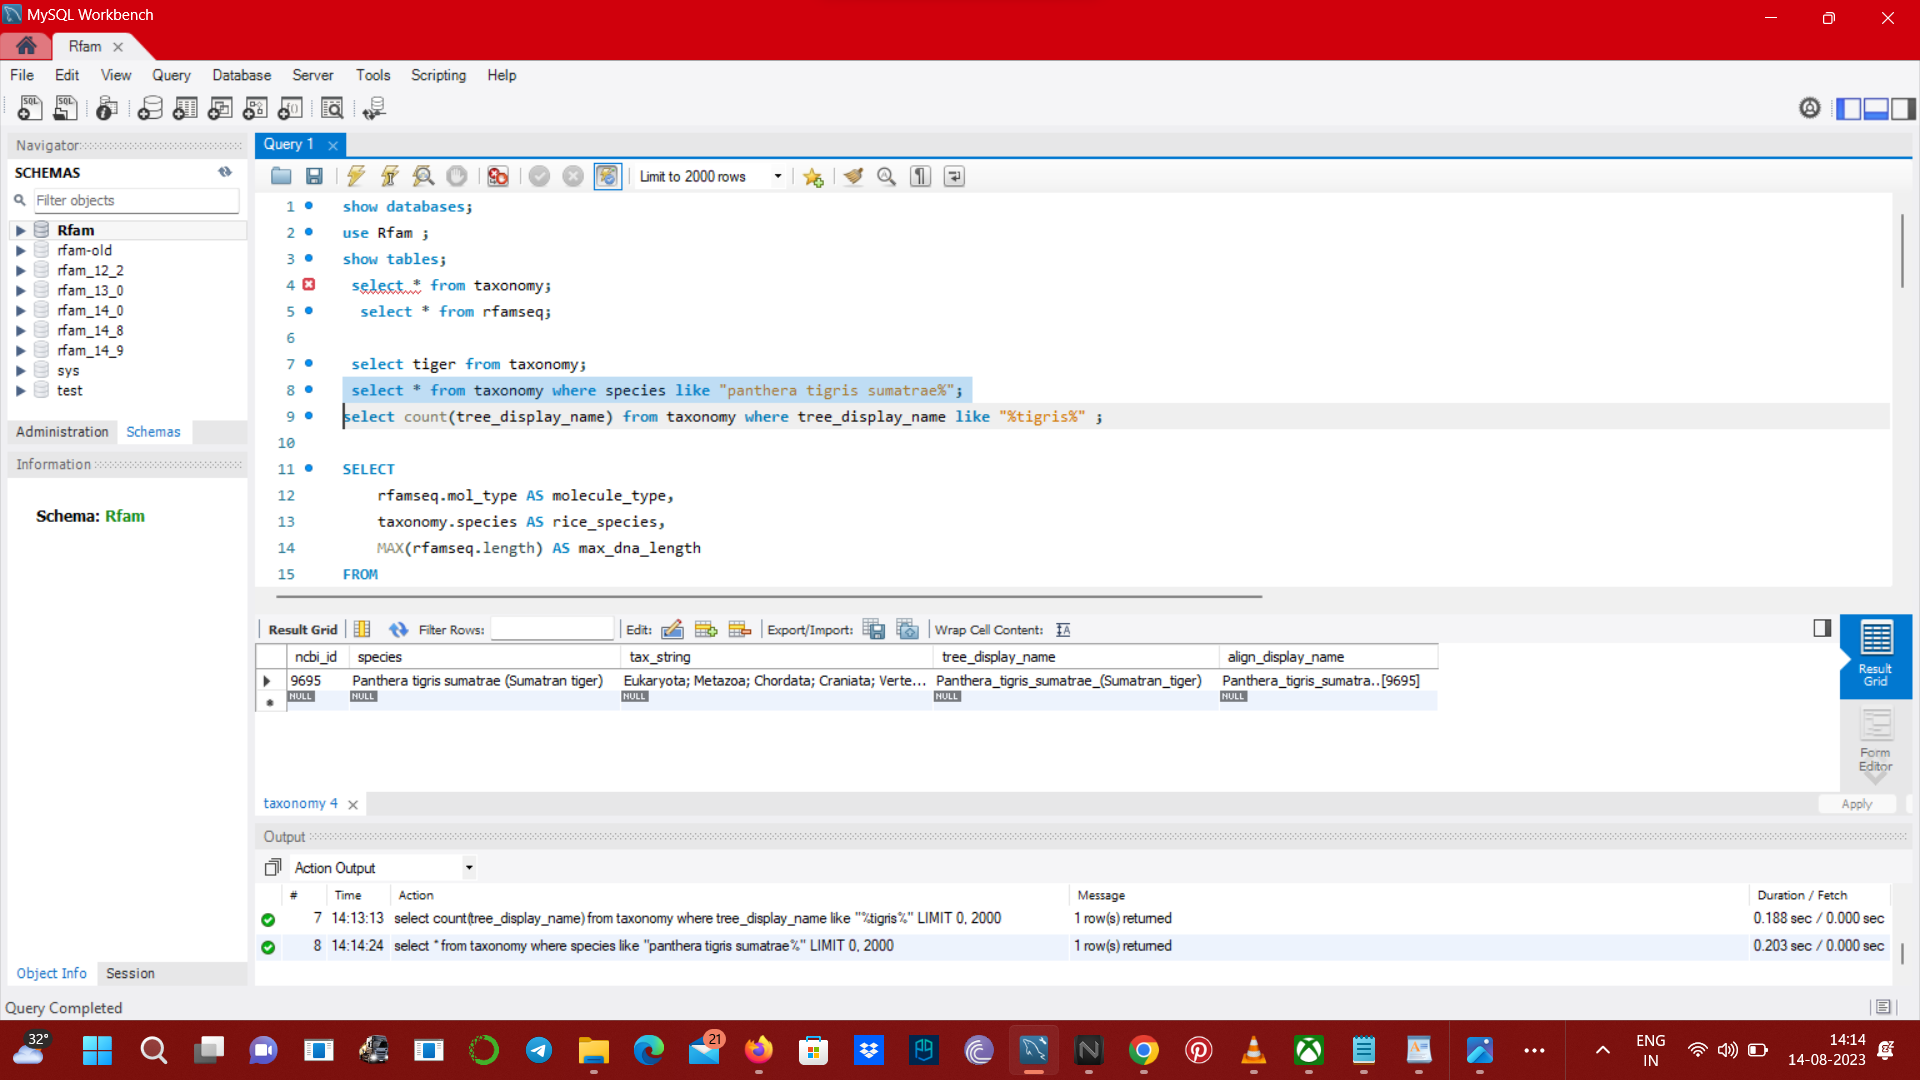 MySQL Workbench
Rfam
File Edit View Query Database Server Tools Scripting Help
Navigator
SCHEMAS
Filter objects
Rfam
rfam-old
rfam_12_2
rfam_13_0
rfam_14_0
rfam_14_8
rfam_14_9
sys
test
Administration Schemas
Information
Schema: Rfam
Object Info Session
Query 1
Limit to 2000 rows
1 show databases;
2 use Rfam ;
3 show tables;
4 select * from taxonomy;
5 select * from rfamseq;
6
7 select tiger from taxonomy;
8 select * from taxonomy where species like "panthera tigris sumatrae%";
9 select count(tree_display_name) from taxonomy where tree_display_name like "%tigris%" ;
10
11 SELECT
12 rfamseq.mol_type AS molecule_type,
13 taxonomy.species AS rice_species,
14 MAX(rfamseq.length) AS max_dna_length
15 FROM
Result Grid Filter Rows: Edit: Export/Import: Wrap Cell Content:
ncbi_id species tax_string tree_display_name align_display_name
9695 Panthera tigris sumatrae (Sumatran tiger) Eukaryota; Metazoa; Chordata; Craniata; Verte... Panthera_tigris_sumatrae_(Sumatran_tiger) Panthera_tigris_sumatra..[9695]
NULL NULL NULL NULL NULL
Result Grid
Form Editor
taxonomy 4
Apply
Output
Action Output
# Time Action Message Duration / Fetch
7 14:13:13 select count(tree_display_name) from taxonomy where tree_display_name like "%tigris%" LIMIT 0, 2000 1 row(s) returned 0.188 sec / 0.000 sec
8 14:14:24 select * from taxonomy where species like "panthera tigris sumatrae%" LIMIT 0, 2000 1 row(s) returned 0.203 sec / 0.000 sec
Query Completed
32°
21
ENG
IN
14:14
14-08-2023